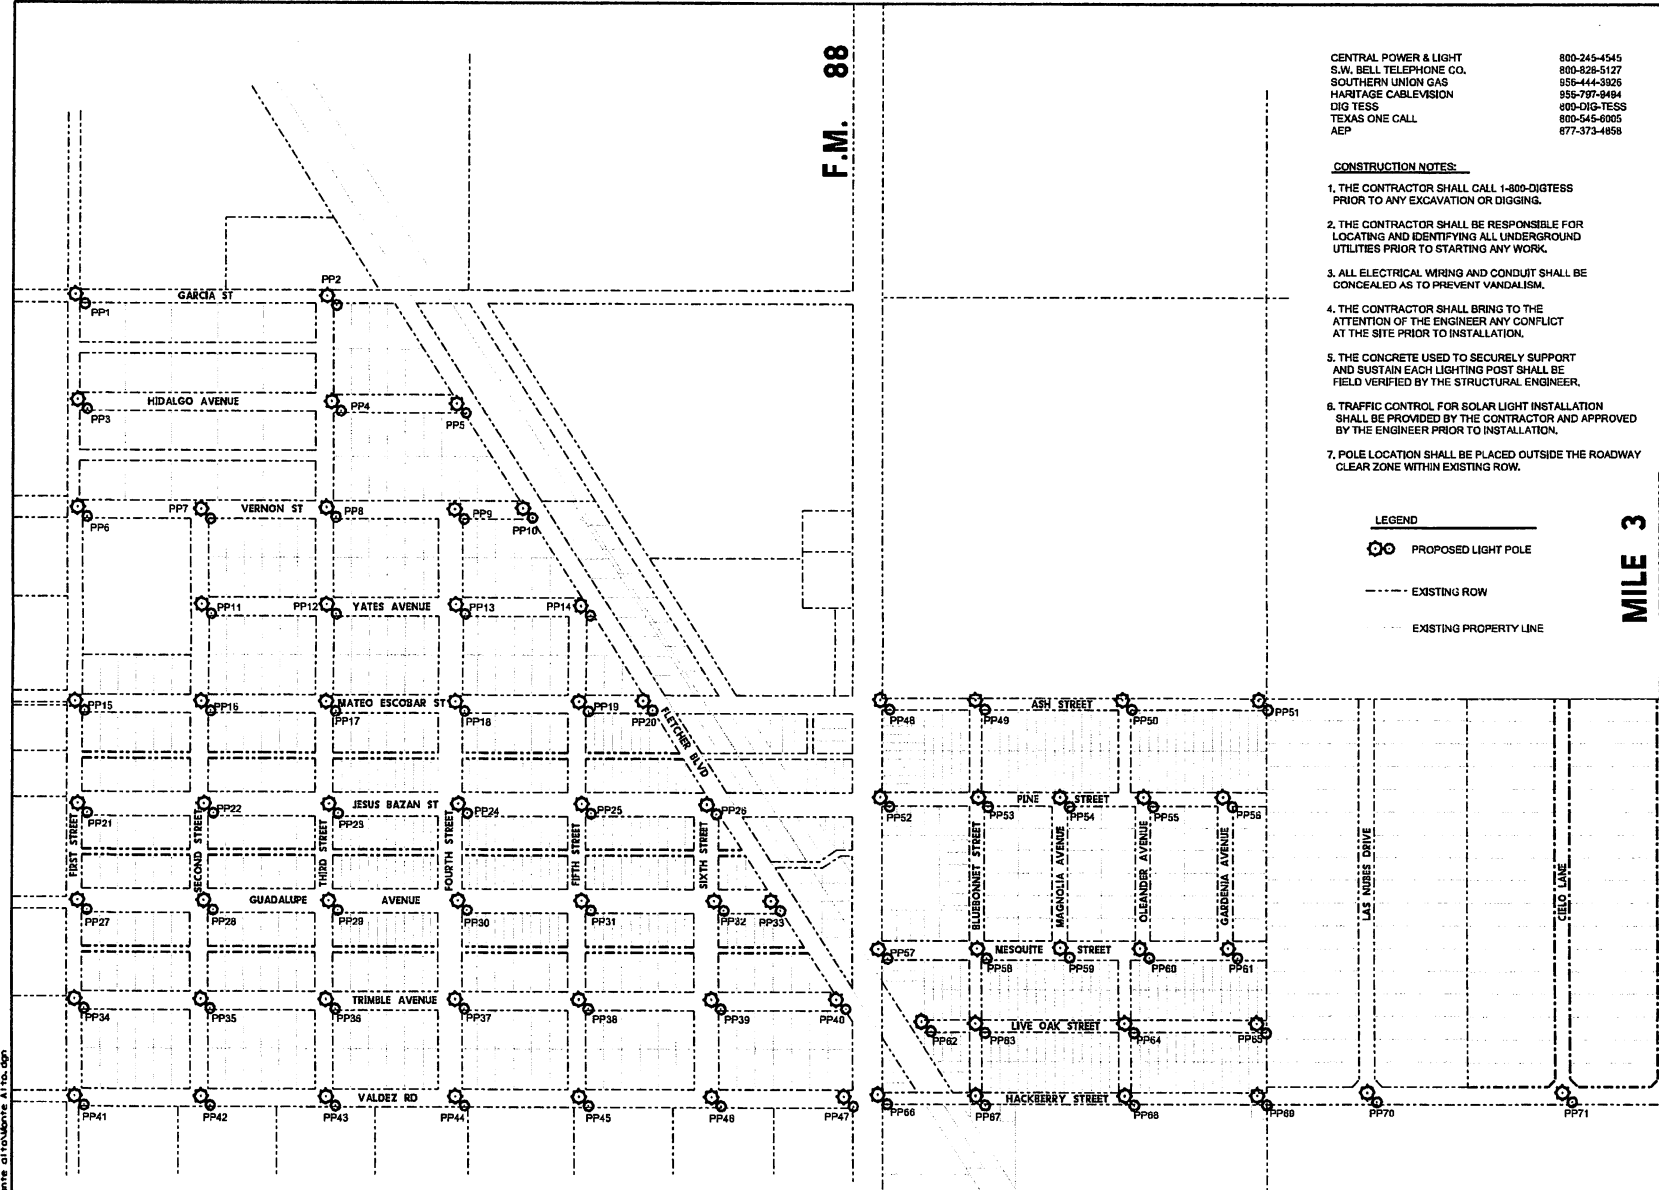 F.M. 88
CENTRAL POWER & LIGHT 800-245-4545
S.W. BELL TELEPHONE CO. 800-828-5127
SOUTHERN UNION GAS 956-444-3926
HARITAGE CABLEVISION 956-797-9494
DIG TESS 800-DIG-TESS
TEXAS ONE CALL 800-545-6005
AEP 877-373-4858
CONSTRUCTION NOTES:
1. THE CONTRACTOR SHALL CALL 1-800-DIGTESS
PRIOR TO ANY EXCAVATION OR DIGGING.
2. THE CONTRACTOR SHALL BE RESPONSIBLE FOR
LOCATING AND IDENTIFYING ALL UNDERGROUND
UTILITIES PRIOR TO STARTING ANY WORK.
3. ALL ELECTRICAL WIRING AND CONDUIT SHALL BE
CONCEALED AS TO PREVENT VANDALISM.
4. THE CONTRACTOR SHALL BRING TO THE
ATTENTION OF THE ENGINEER ANY CONFLICT
AT THE SITE PRIOR TO INSTALLATION.
5. THE CONCRETE USED TO SECURELY SUPPORT
AND SUSTAIN EACH LIGHTING POST SHALL BE
FIELD VERIFIED BY THE STRUCTURAL ENGINEER.
6. TRAFFIC CONTROL FOR SOLAR LIGHT INSTALLATION
SHALL BE PROVIDED BY THE CONTRACTOR AND APPROVED
BY THE ENGINEER PRIOR TO INSTALLATION.
7. POLE LOCATION SHALL BE PLACED OUTSIDE THE ROADWAY
CLEAR ZONE WITHIN EXISTING ROW.
LEGEND
PROPOSED LIGHT POLE
EXISTING ROW
EXISTING PROPERTY LINE
MILE 3
PP2
GARCIA ST
PP1
HIDALGO AVENUE
PP4
PP3
PP5
PP7
VERNON ST
PP8
PP9
PP6
PP10
PP11
PP12
YATES AVENUE
PP13
PP14
PP15
PP16
MATEO ESCOBAR ST
PP17
PP18
PP19
PP20
FLETCHER BLVD
PP48
PP49
ASH STREET
PP50
PP51
PP21
PP22
JESUS BAZAN ST
PP23
PP24
PP25
PP26
PP52
PINE STREET
PP53
PP54
PP55
PP56
FIRST STREET
SECOND STREET
THIRD STREET
FOURTH STREET
FIFTH STREET
SIXTH STREET
BLUEBONNET STREET
MAGNOLIA AVENUE
OLEANDER AVENUE
GARDENIA AVENUE
LAS NUBES DRIVE
CIELO LANE
GUADALUPE AVENUE
PP27
PP28
PP29
PP30
PP31
PP32
PP33
PP57
MESQUITE STREET
PP58
PP59
PP60
PP61
TRIMBLE AVENUE
PP34
PP35
PP36
PP37
PP38
PP39
PP40
LIVE OAK STREET
PP62
PP63
PP64
PP65
VALDEZ RD
PP41
PP42
PP43
PP44
PP45
PP46
PP47
HACKBERRY STREET
PP66
PP67
PP68
PP69
PP70
PP71
Monte Alto.dgn